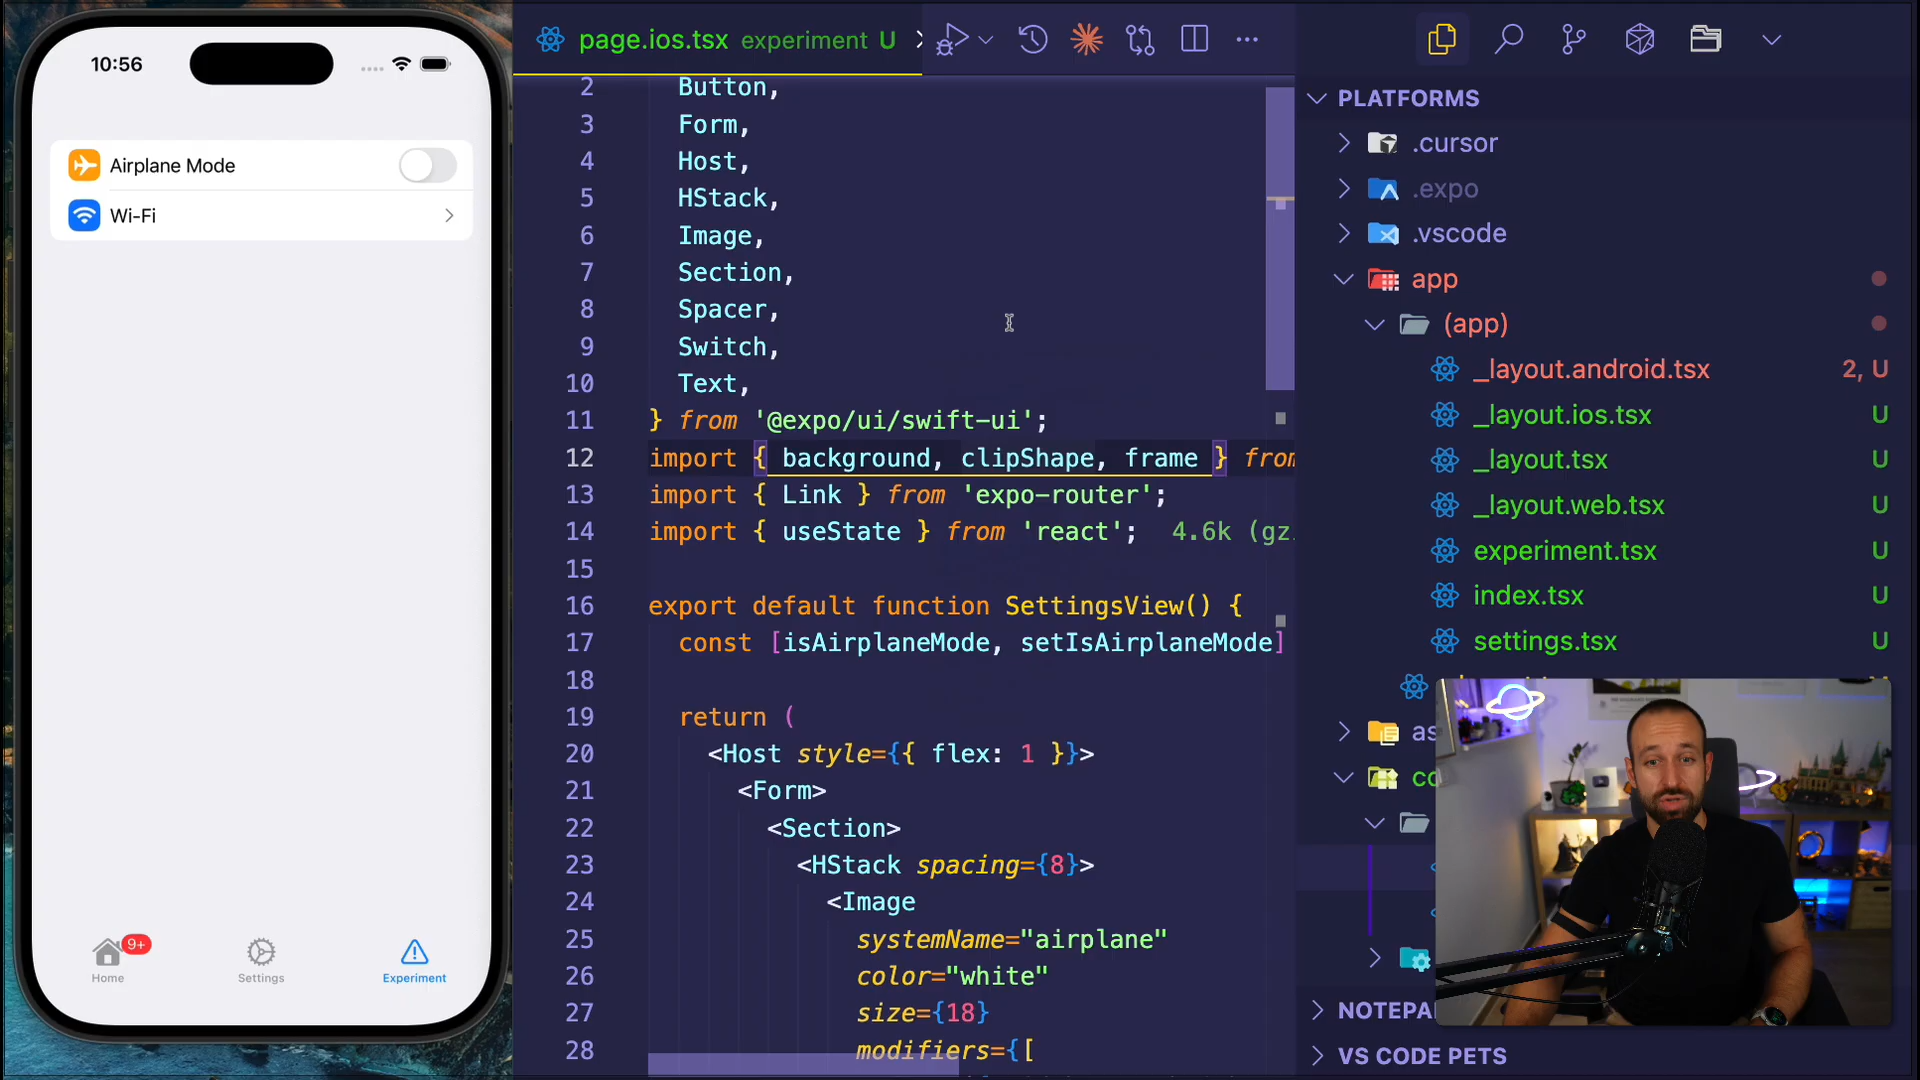 10:56
Airplane Mode
Wi-Fi
9+
Home
Settings
Experiment
page.ios.tsx experiment U
2 Button,
3 Form,
4 Host,
5 HStack,
6 Image,
7 Section,
8 Spacer,
9 Switch,
10 Text,
11 } from '@expo/ui/swift-ui';
12 import { background, clipShape, frame } from
13 import { Link } from 'expo-router';
14 import { useState } from 'react'; 4.6k (gz
15
16 export default function SettingsView() {
17 const [isAirplaneMode, setIsAirplaneMode]
18
19 return (
20 <Host style={{ flex: 1 }}>
21 <Form>
22 <Section>
23 <HStack spacing={8}>
24 <Image
25 systemName="airplane"
26 color="white"
27 size={18}
28 modifiers={[
PLATFORMS
.cursor
.expo
.vscode
app
(app)
_layout.android.tsx 2, U
_layout.ios.tsx U
_layout.tsx U
_layout.web.tsx U
experiment.tsx U
index.tsx U
settings.tsx U
as
co
NOTEPA
VS CODE PETS